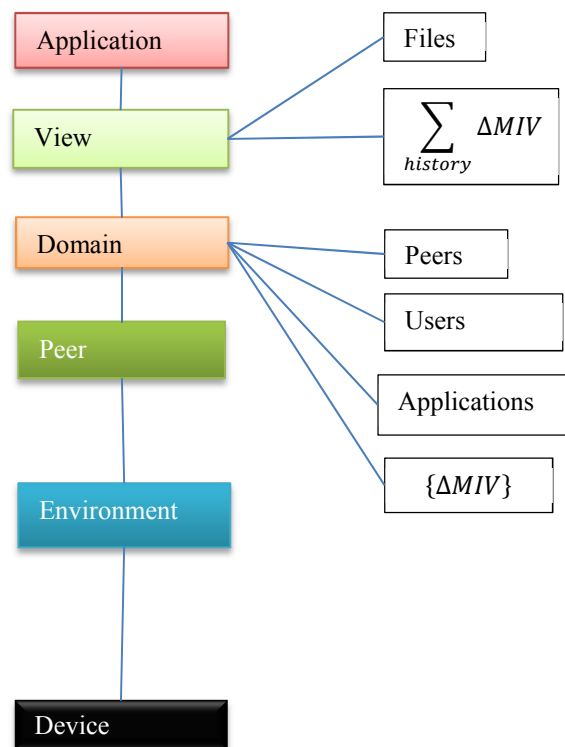 Application
Files
View
∑ ΔMIV
history
Domain
Peers
Users
Peer
Applications
{ΔMIV}
Environment
Device